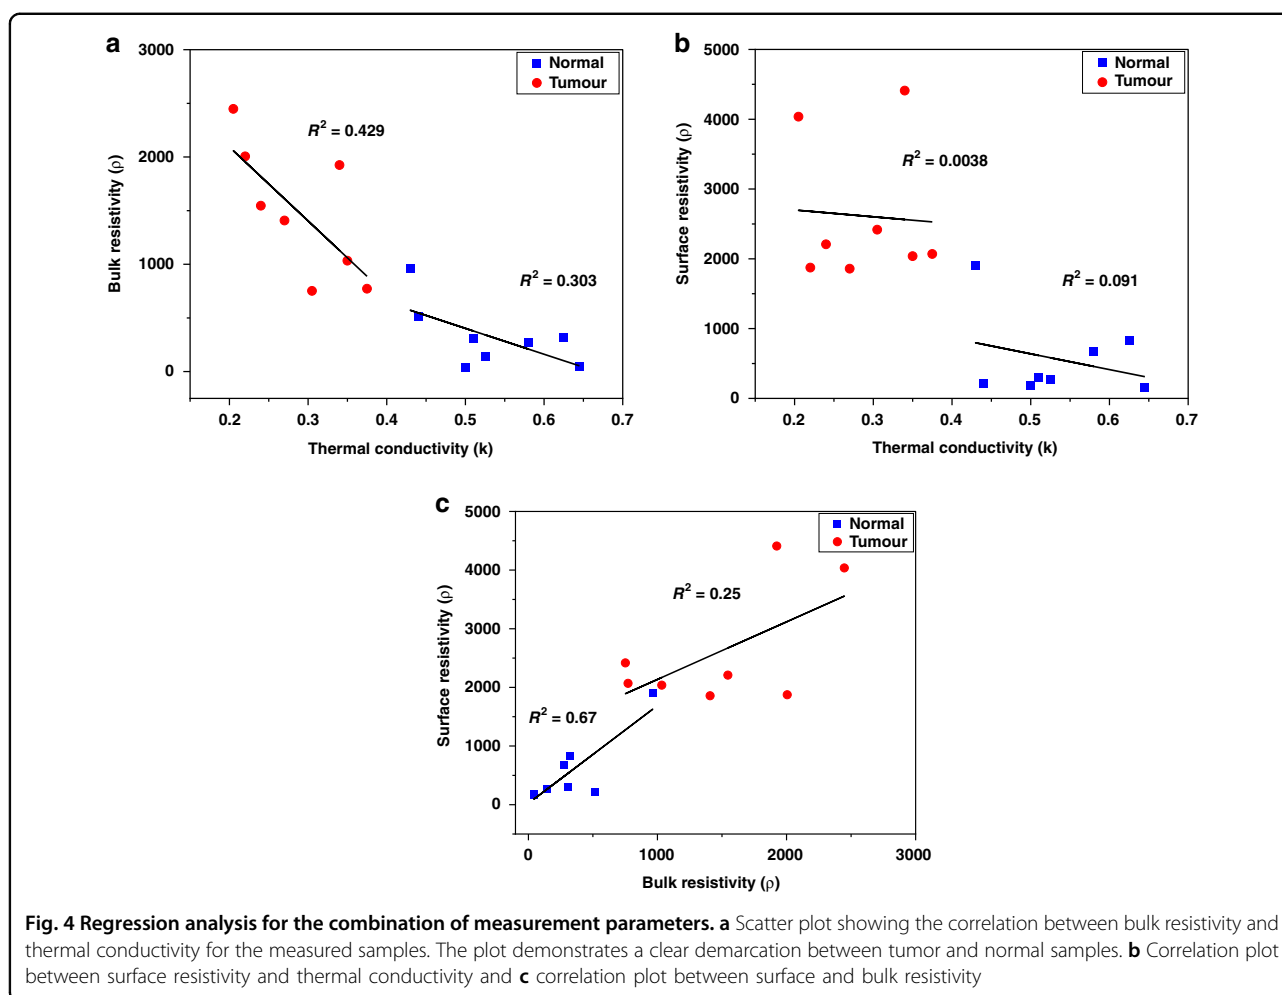 a
3000
2000
1000
0
Bulk resistivity (ρ)
Normal
Tumour
R² = 0.429
R² = 0.303
0.2 0.3 0.4 0.5 0.6 0.7
Thermal conductivity (k)
b
5000
4000
3000
2000
1000
0
Surface resistivity (ρ)
Normal
Tumour
R² = 0.0038
R² = 0.091
0.2 0.3 0.4 0.5 0.6 0.7
Thermal conductivity (k)
c
5000
4000
3000
2000
1000
0
Surface resistivity (ρ)
Normal
Tumour
R² = 0.25
R² = 0.67
0 1000 2000 3000
Bulk resistivity (ρ)
Fig. 4 Regression analysis for the combination of measurement parameters. a Scatter plot showing the correlation between bulk resistivity and
thermal conductivity for the measured samples. The plot demonstrates a clear demarcation between tumor and normal samples. b Correlation plot
between surface resistivity and thermal conductivity and c correlation plot between surface and bulk resistivity